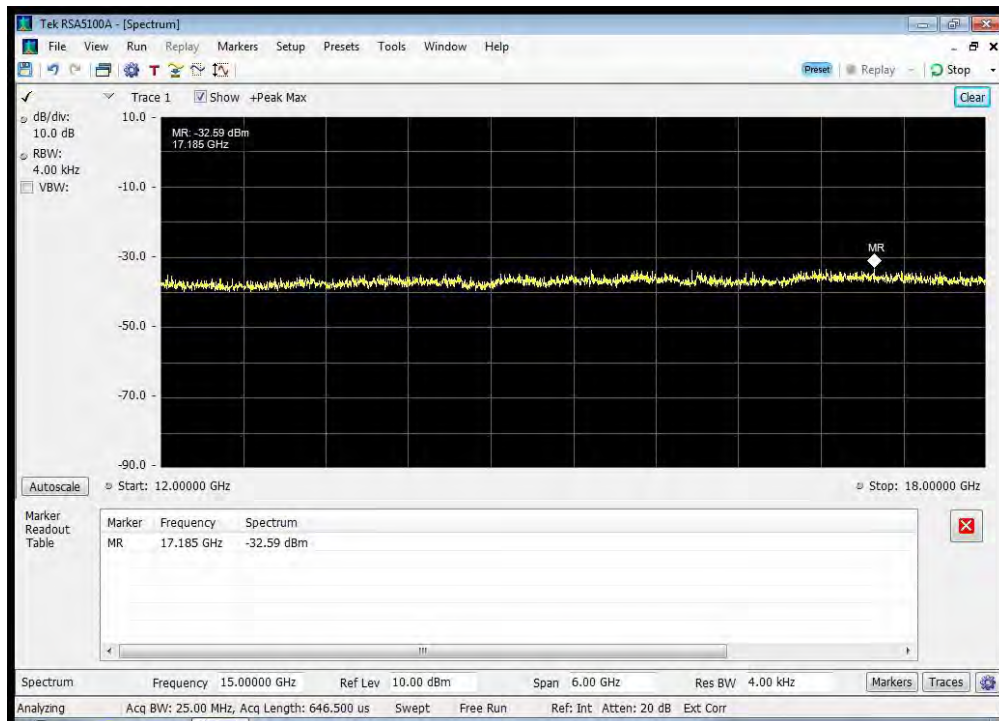 Tek RSA5100A - [Spectrum]
File View Run Replay Markers Setup Presets Tools Window Help
Preset Replay Stop
Trace 1 Show +Peak Max Clear
dB/div:
10.0 dB
RBW:
4.00 kHz
VBW:
10.0
-10.0
-30.0
-50.0
-70.0
-90.0
MR: -32.59 dBm
17.185 GHz
MR
Autoscale Start: 12.00000 GHz Stop: 18.00000 GHz
Marker
Readout
Table
Marker Frequency Spectrum
MR 17.185 GHz -32.59 dBm
Spectrum Frequency 15.00000 GHz Ref Lev 10.00 dBm Span 6.00 GHz Res BW 4.00 kHz Markers Traces
Analyzing Acq BW: 25.00 MHz, Acq Length: 646.500 us Swept Free Run Ref: Int Atten: 20 dB Ext Corr